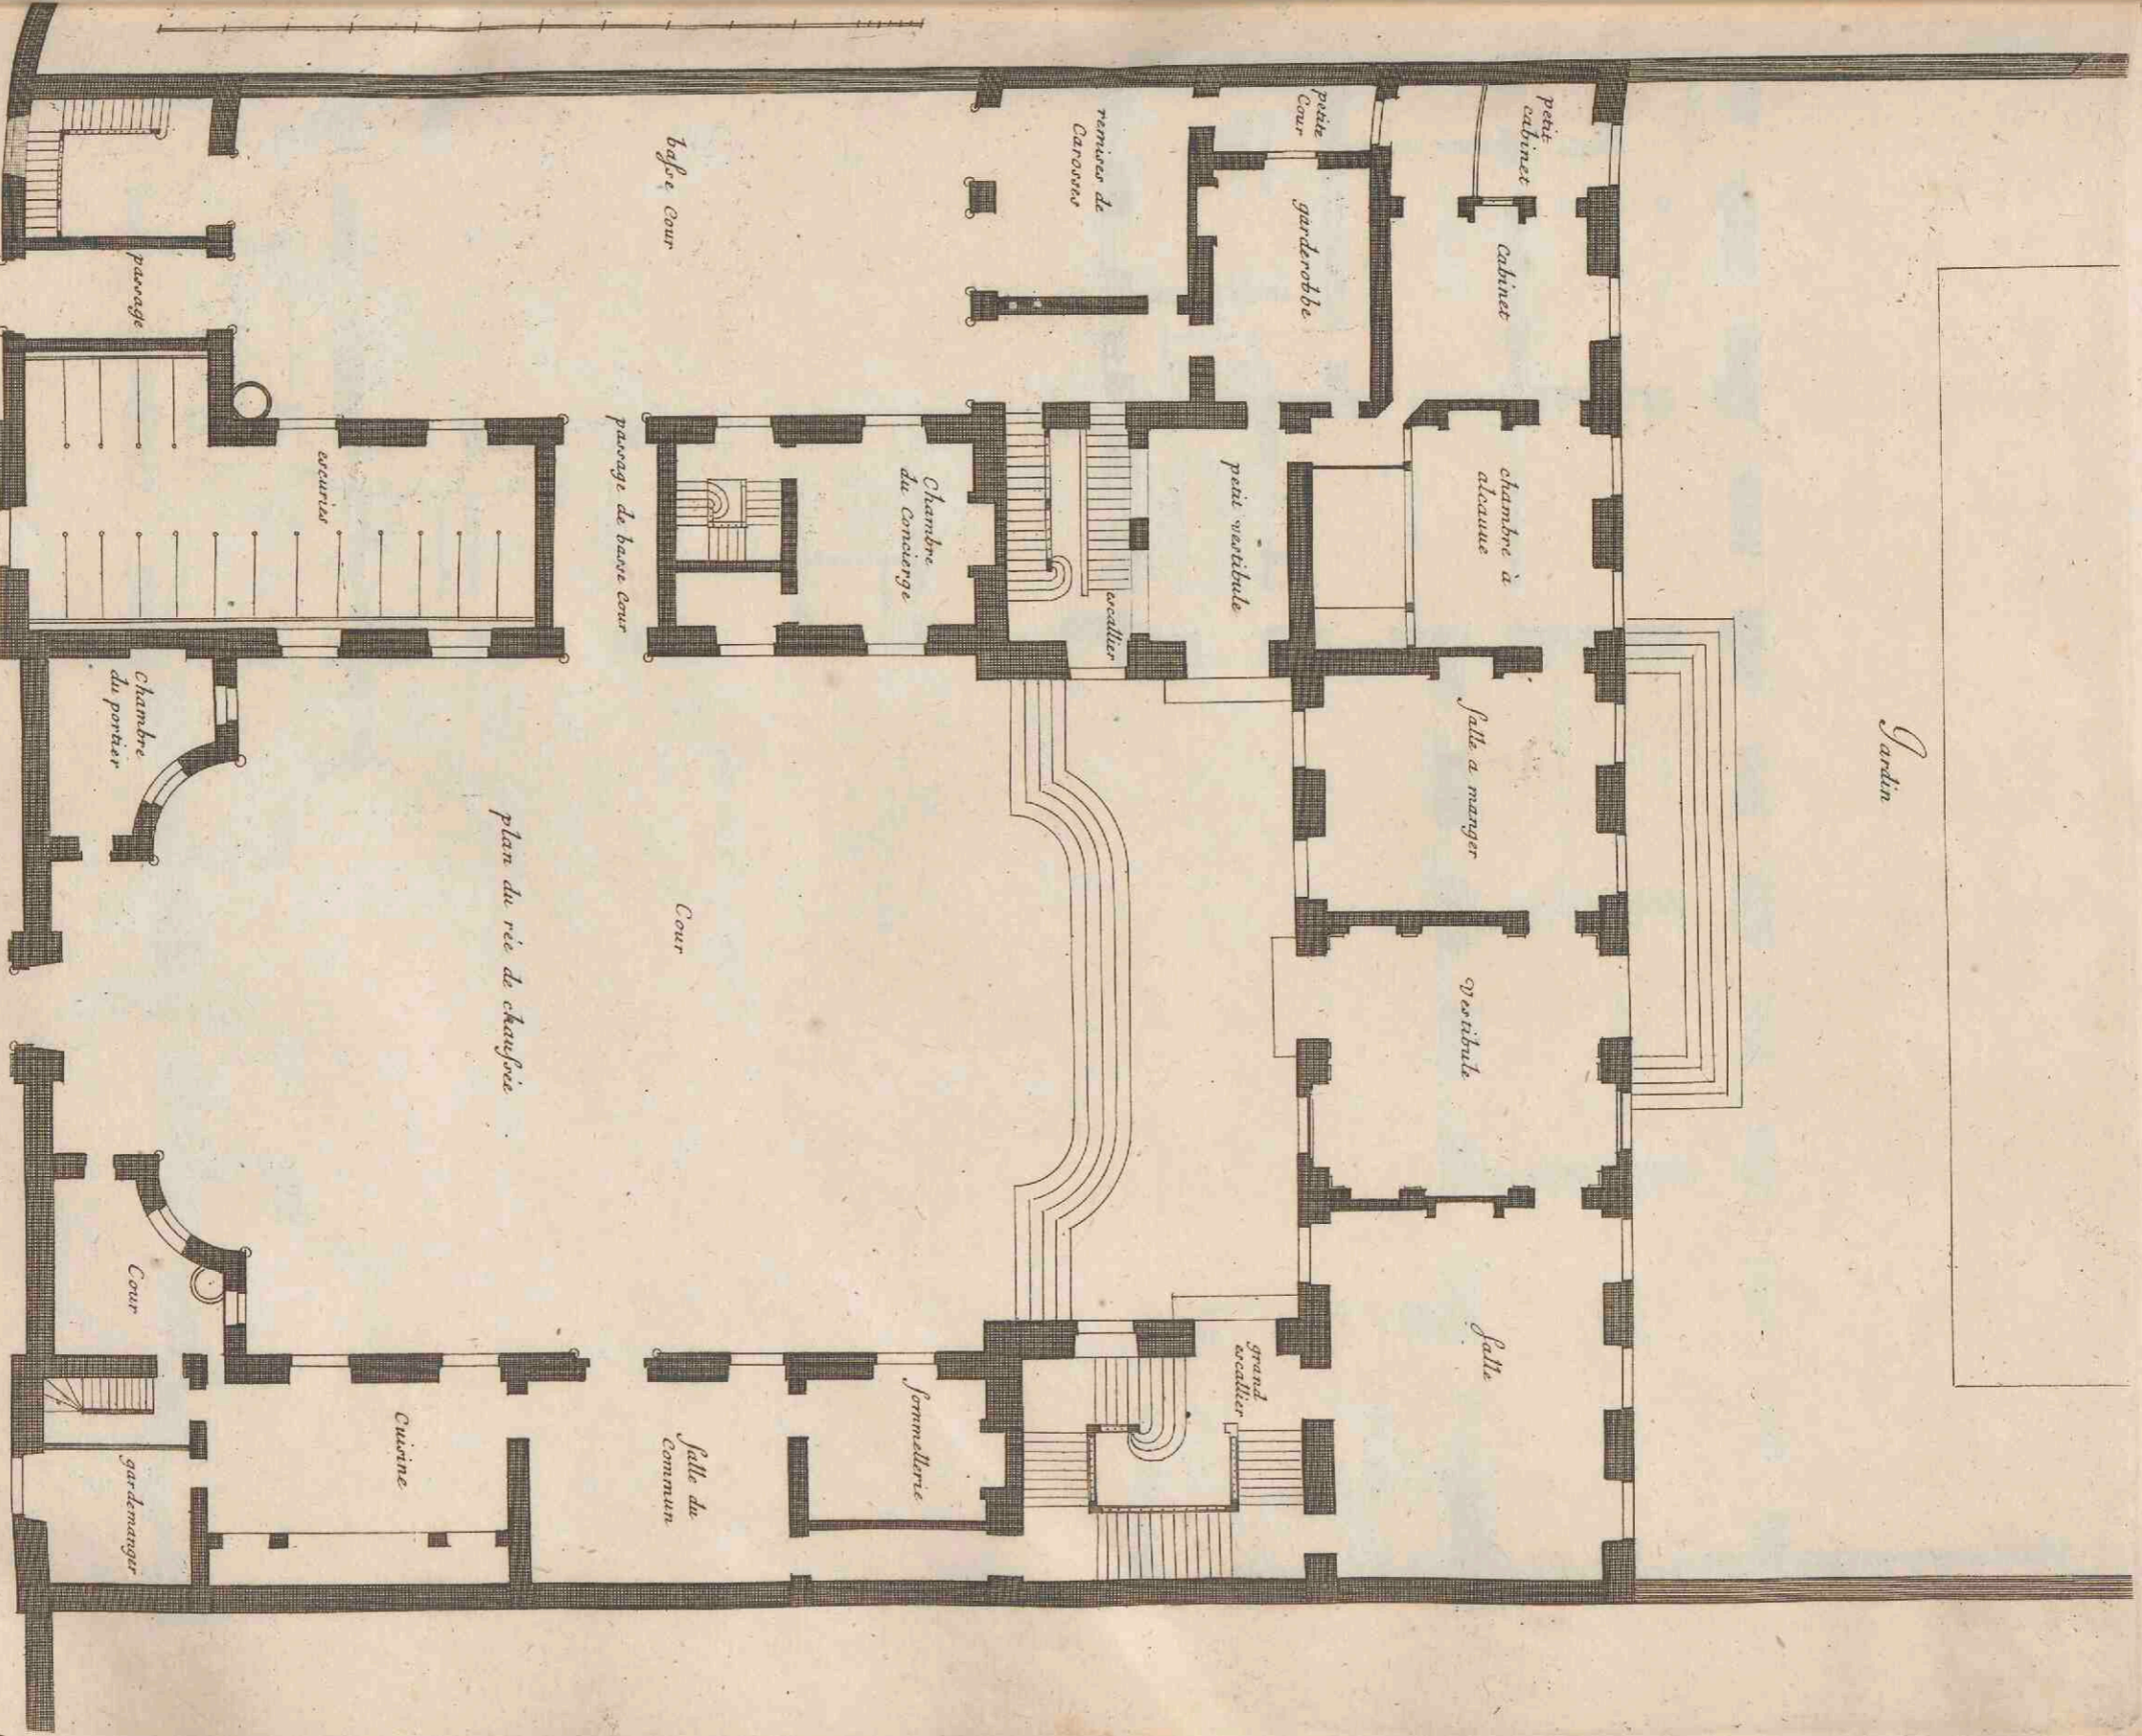 Jardin
petit
cabinet
cabinet
chambre à
alcauue
salle a manger
Vestibule
salle
petite
Cour
garderobbe
petit vestibule
escallier
grand
escallier
remises de
Carosses
Chambre
du Concierge
sommellerie
basse Cour
passage de basse Cour
Cour
salle du
Commun
plan du réé de chaussée
escuries
Cuisine
passage
Chambre
du portier
Cour
gardemanger